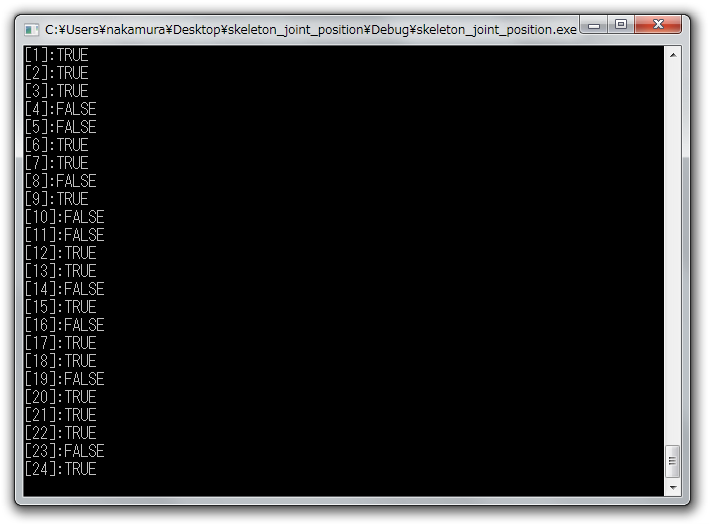 C:¥Users¥nakamura¥Desktop¥skeleton_joint_position¥Debug¥skeleton_joint_position.exe
[1]:TRUE
[2]:TRUE
[3]:TRUE
[4]:FALSE
[5]:FALSE
[6]:TRUE
[7]:TRUE
[8]:FALSE
[9]:TRUE
[10]:FALSE
[11]:FALSE
[12]:TRUE
[13]:TRUE
[14]:FALSE
[15]:TRUE
[16]:FALSE
[17]:TRUE
[18]:TRUE
[19]:FALSE
[20]:TRUE
[21]:TRUE
[22]:TRUE
[23]:FALSE
[24]:TRUE